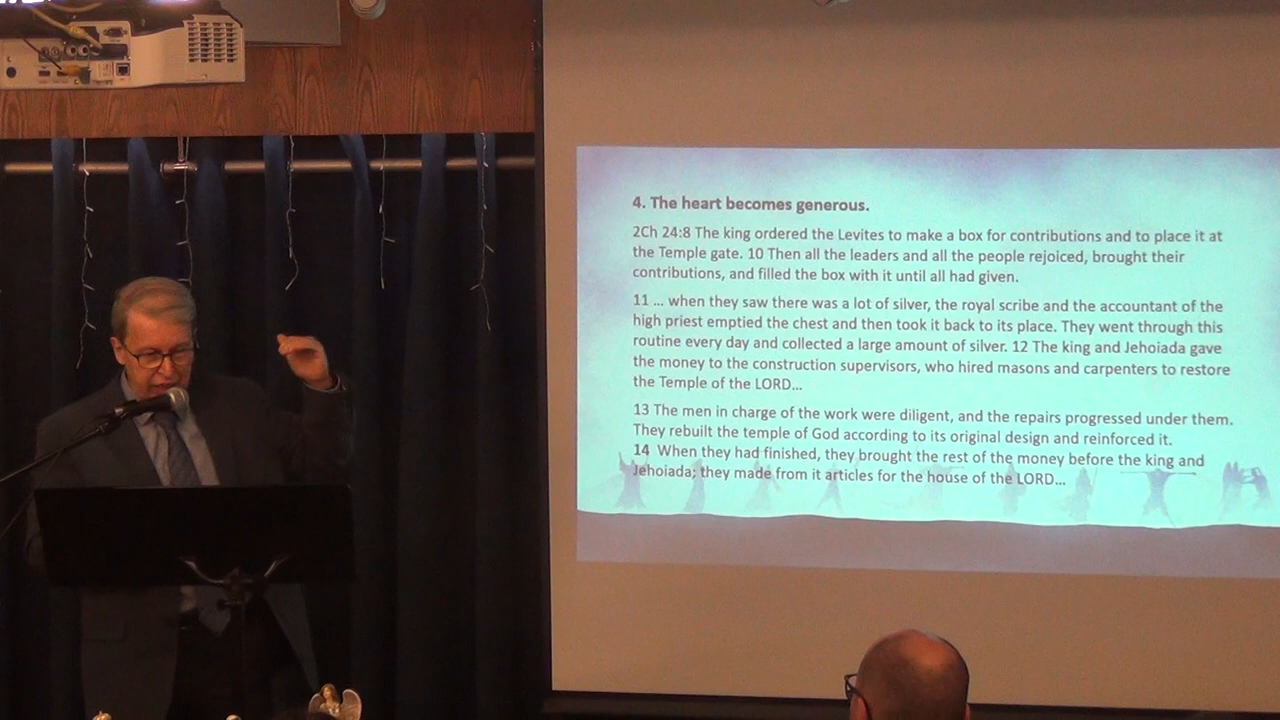 4. The heart becomes generous.
2Ch 24:8 The king ordered the Levites to make a box for contributions and to place it at
the Temple gate. 10 Then all the leaders and all the people rejoiced, brought their
contributions, and filled the box with it until all had given.
11 ... when they saw there was a lot of silver, the royal scribe and the accountant of the
high priest emptied the chest and then took it back to its place. They went through this
routine every day and collected a large amount of silver. 12 The king and Jehoiada gave
the money to the construction supervisors, who hired masons and carpenters to restore
the Temple of the LORD...
13 The men in charge of the work were diligent, and the repairs progressed under them.
They rebuilt the temple of God according to its original design and reinforced it.
14 When they had finished, they brought the rest of the money before the king and
Jehoiada; they made from it articles for the house of the LORD...